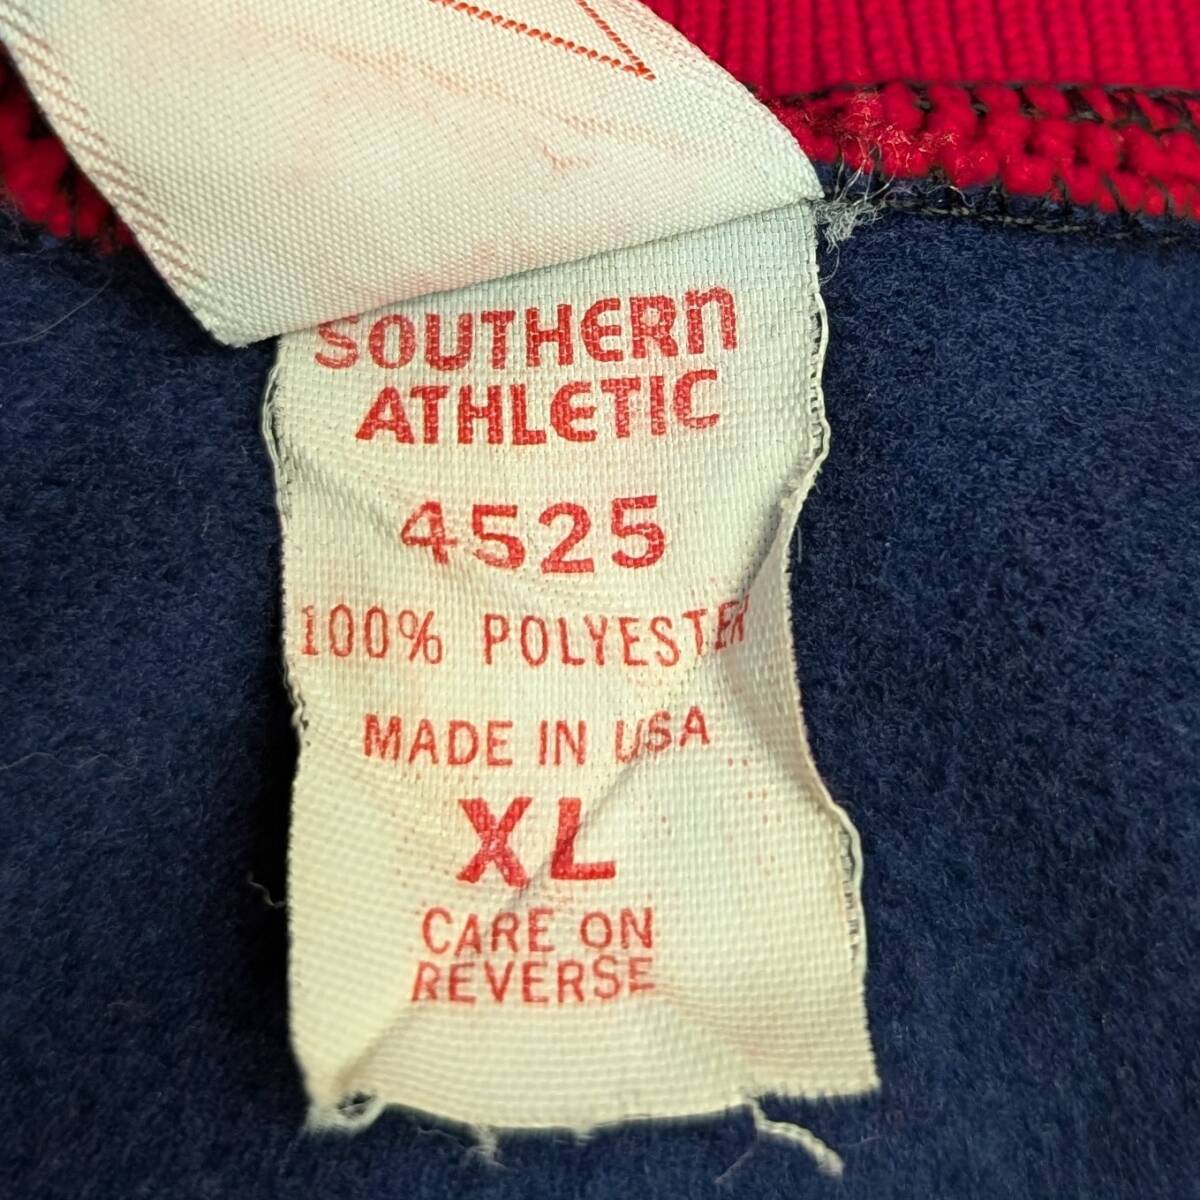 SOUTHERN
ATHLETIC
4525
100% POLYESTER
MADE IN USA
XL
CARE ON
REVERSE